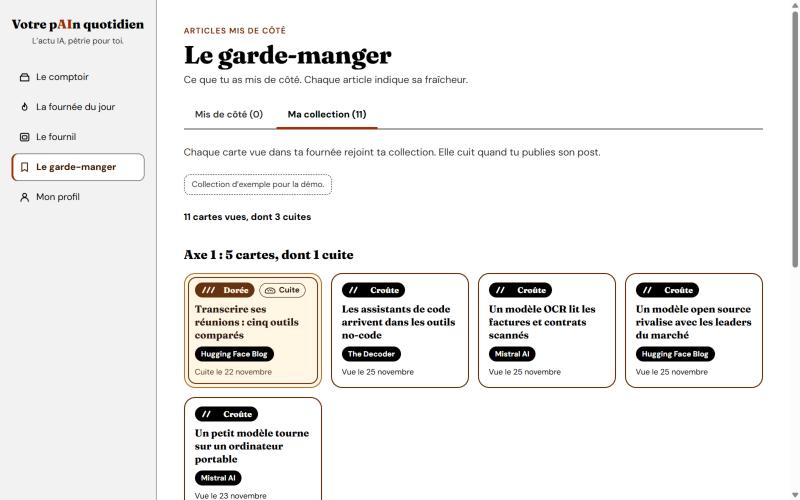 Votre pAIn quotidien
L'actu IA, pétrie pour toi.
Le comptoir
La fournée du jour
Le fournil
Le garde-manger
Mon profil
ARTICLES MIS DE CÔTÉ
Le garde-manger
Ce que tu as mis de côté. Chaque article indique sa fraîcheur.
Mis de côté (0)
Ma collection (11)
Chaque carte vue dans ta fournée rejoint ta collection. Elle cuit quand tu publies son post.
Collection d'exemple pour la démo.
11 cartes vues, dont 3 cuites
Axe 1 : 5 cartes, dont 1 cuite
/// Dorée
Cuite
Transcrire ses
réunions : cinq outils
comparés
Hugging Face Blog
Cuite le 22 novembre
// Croûte
Les assistants de code
arrivent dans les outils
no-code
The Decoder
Vue le 25 novembre
// Croûte
Un modèle OCR lit les
factures et contrats
scannés
Mistral AI
Vue le 25 novembre
// Croûte
Un modèle open source
rivalise avec les leaders
du marché
Hugging Face Blog
Vue le 25 novembre
// Croûte
Un petit modèle tourne
sur un ordinateur
portable
Mistral AI
Vue le 23 novembre